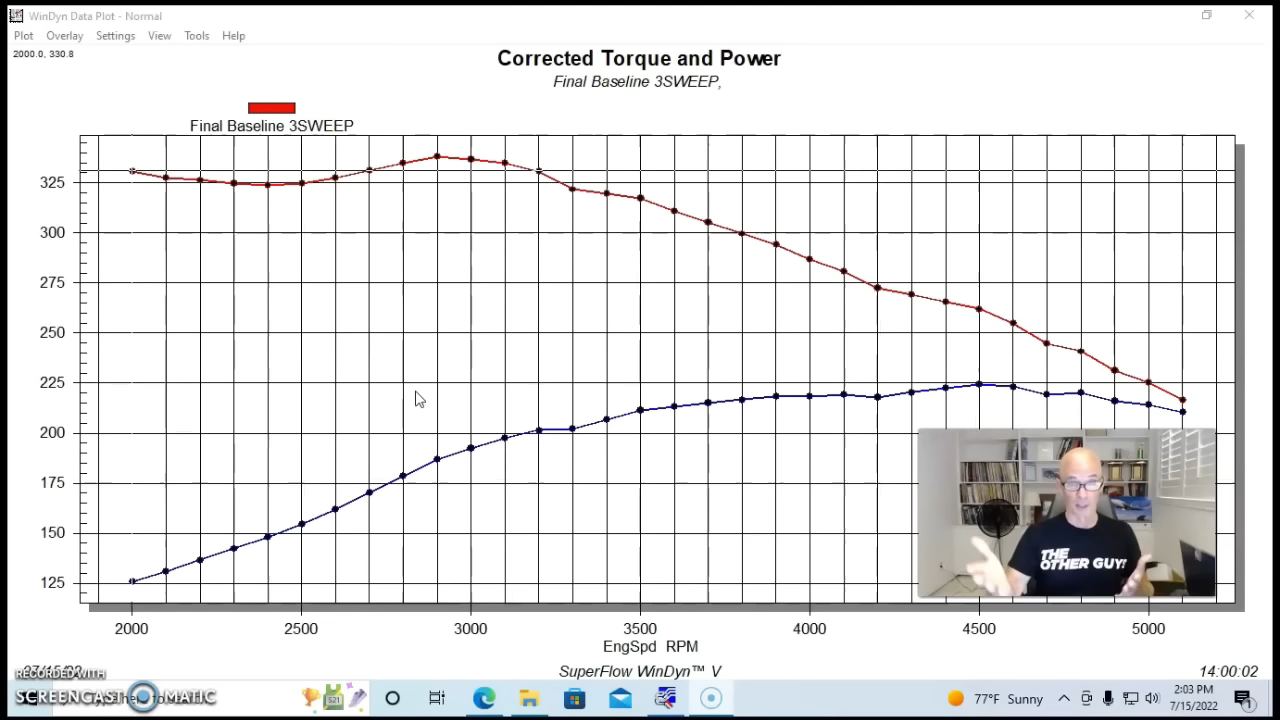 WinDyn Data Plot - Normal
Plot Overlay Settings View Tools Help
2000.0, 330.8
Corrected Torque and Power
Final Baseline 3SWEEP,
Final Baseline 3SWEEP
325
300
275
250
225
200
175
150
125
2000 2500 3000 3500 4000 4500 5000
EngSpd RPM
THE
OTHER GUY!
SuperFlow WinDyn™ V 14:00:02
RECORDED WITH
SCREENCAST MATIC
77°F Sunny
2:03 PM
7/15/2022
1